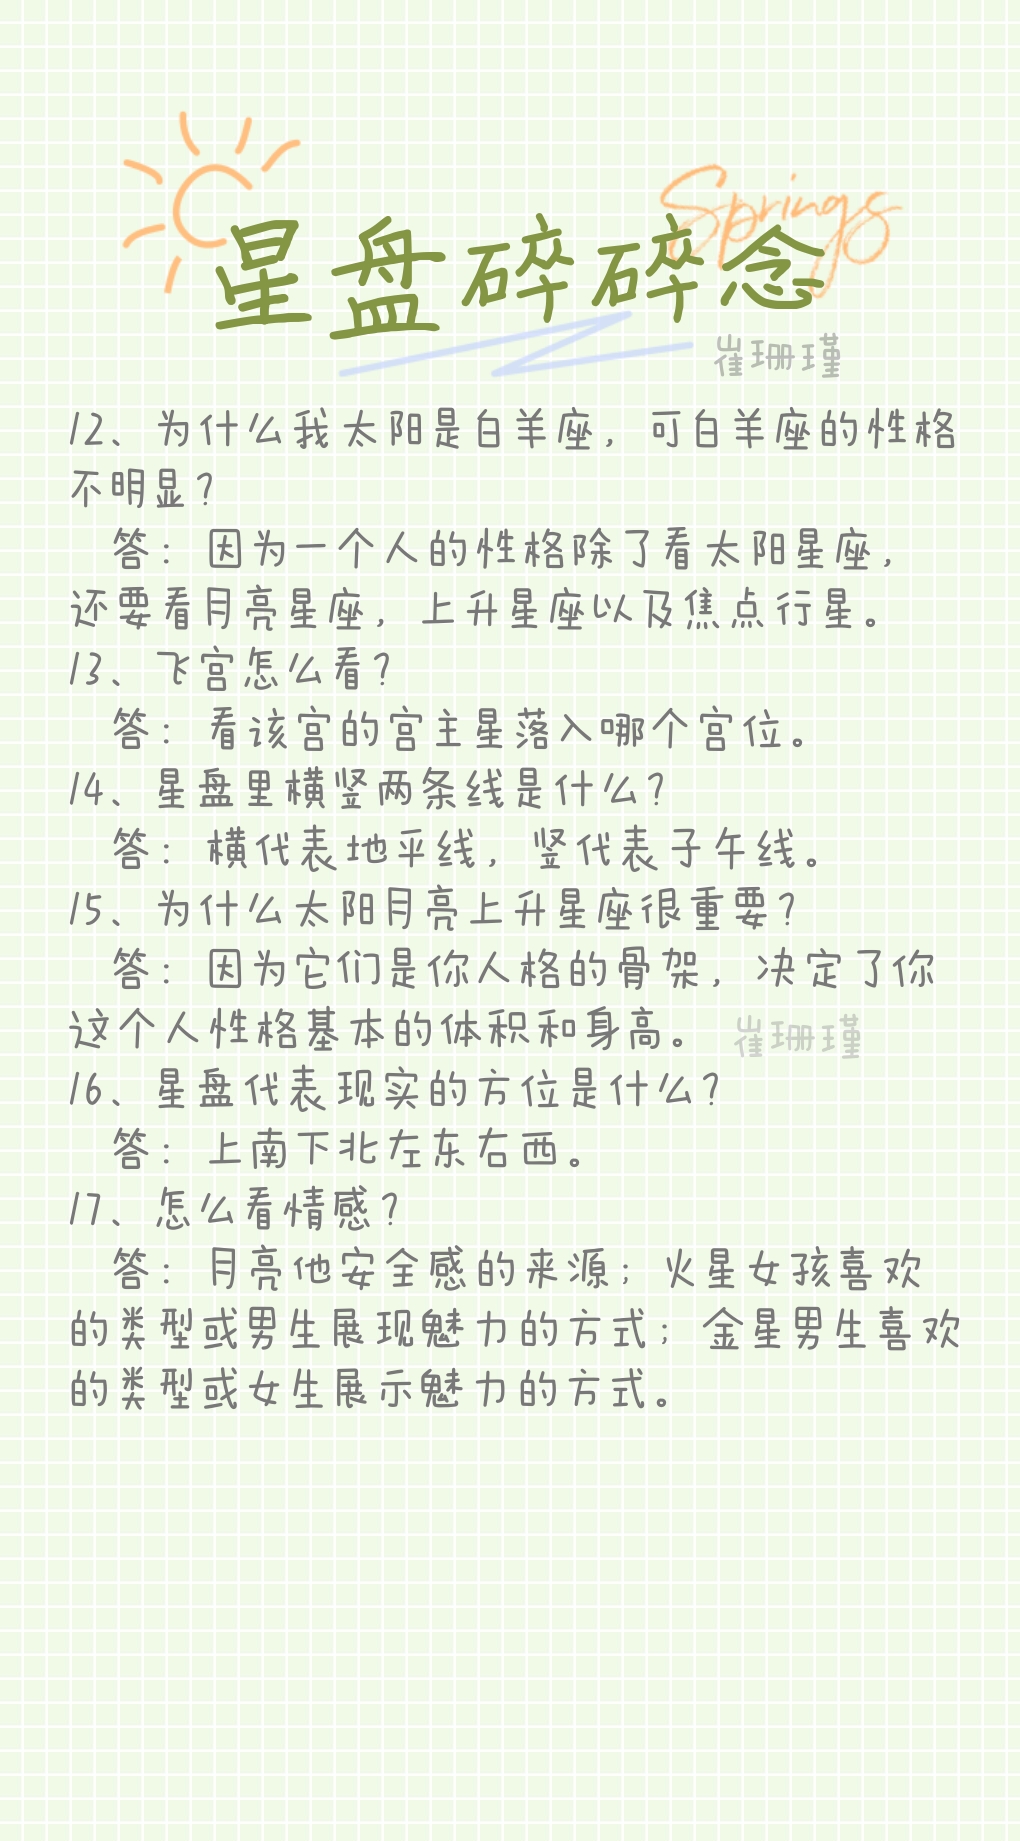 Springs
星盘碎碎念
崔珊瑾
12、为什么我太阳是白羊座，可白羊座的性格
不明显？
答：因为一个人的性格除了看太阳星座，
还要看月亮星座，上升星座以及焦点行星。
13、飞宫怎么看？
答：看该宫的宫主星落入哪个宫位。
14、星盘里横竖两条线是什么？
答：横代表地平线，竖代表子午线。
15、为什么太阳月亮上升星座很重要？
答：因为它们是你人格的骨架，决定了你
这个人性格基本的体积和身高。
崔珊瑾
16、星盘代表现实的方位是什么？
答：上南下北左东右西。
17、怎么看情感？
答：月亮他安全感的来源；火星女孩喜欢
的类型或男生展现魅力的方式；金星男生喜欢
的类型或女生展示魅力的方式。